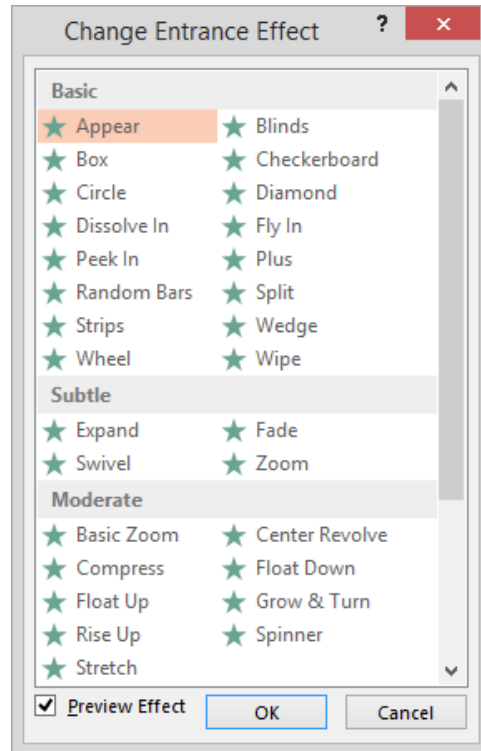 Change Entrance Effect ? ×
Basic
Appear Blinds
Box Checkerboard
Circle Diamond
Dissolve In Fly In
Peek In Plus
Random Bars Split
Strips Wedge
Wheel Wipe
Subtle
Expand Fade
Swivel Zoom
Moderate
Basic Zoom Center Revolve
Compress Float Down
Float Up Grow & Turn
Rise Up Spinner
Stretch
Preview Effect OK Cancel